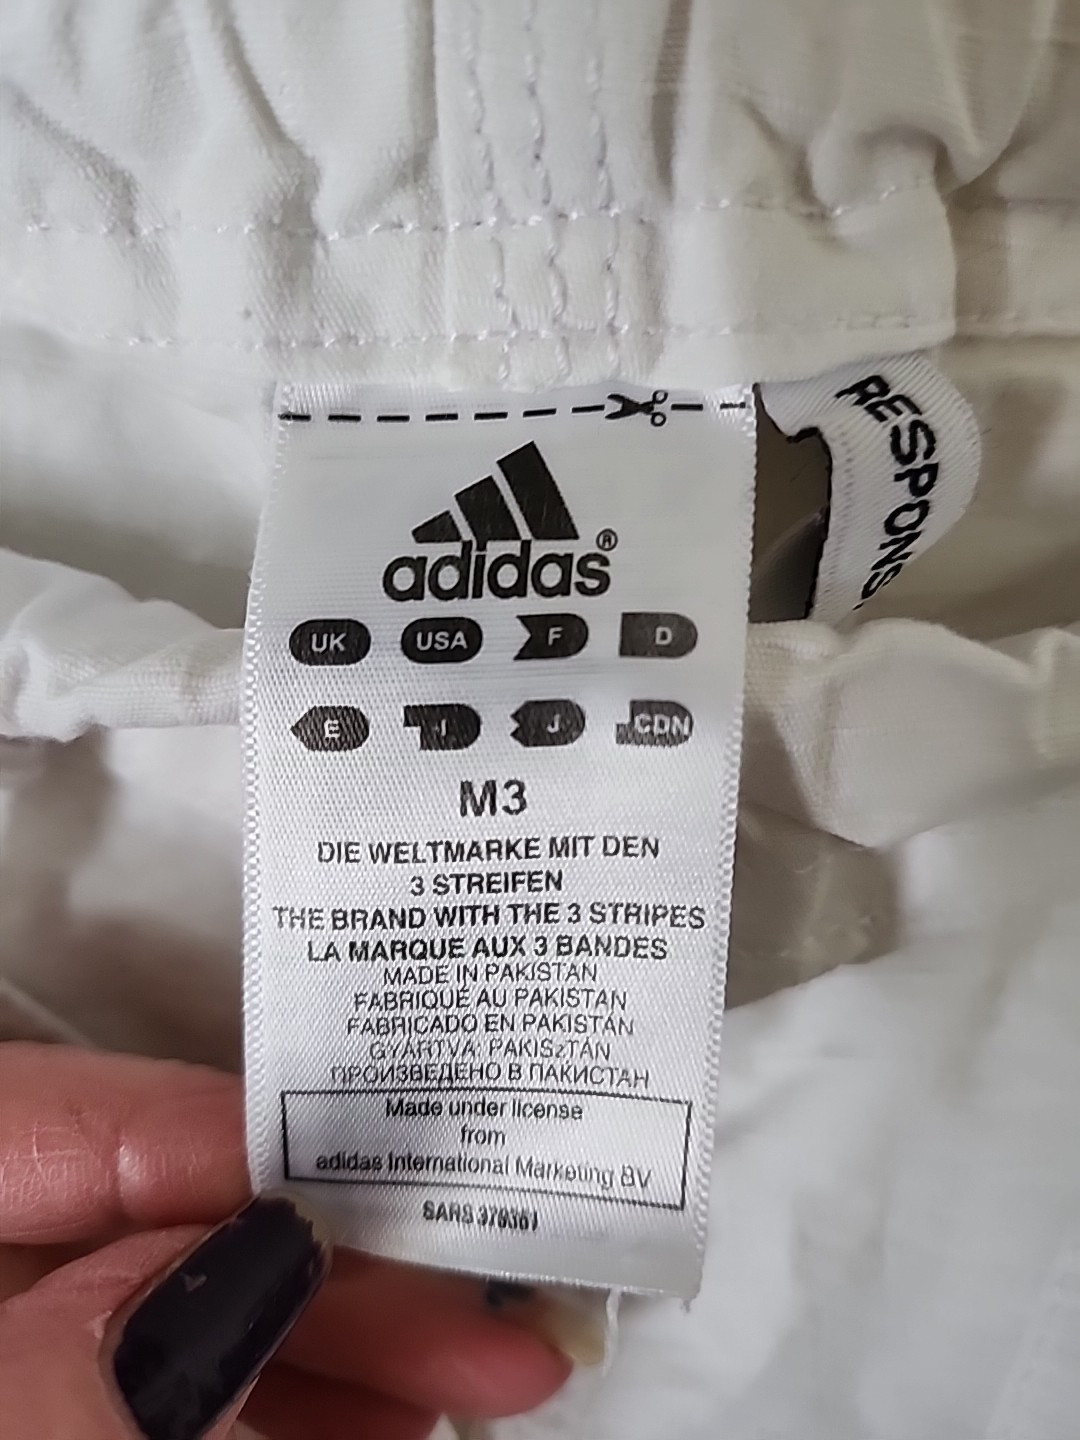 adidas®
UK USA F D
E I J CDN
M3
DIE WELTMARKE MIT DEN
3 STREIFEN
THE BRAND WITH THE 3 STRIPES
LA MARQUE AUX 3 BANDES
MADE IN PAKISTAN
FABRIQUÉ AU PAKISTAN
FABRICADO EN PAKISTÁN
GYÁRTVA: PAKISzTÁN
ПРОИЗВЕДЕНО В ПАКИСТАН
Made under license
from
adidas International Marketing BV
SARS
RESPONS